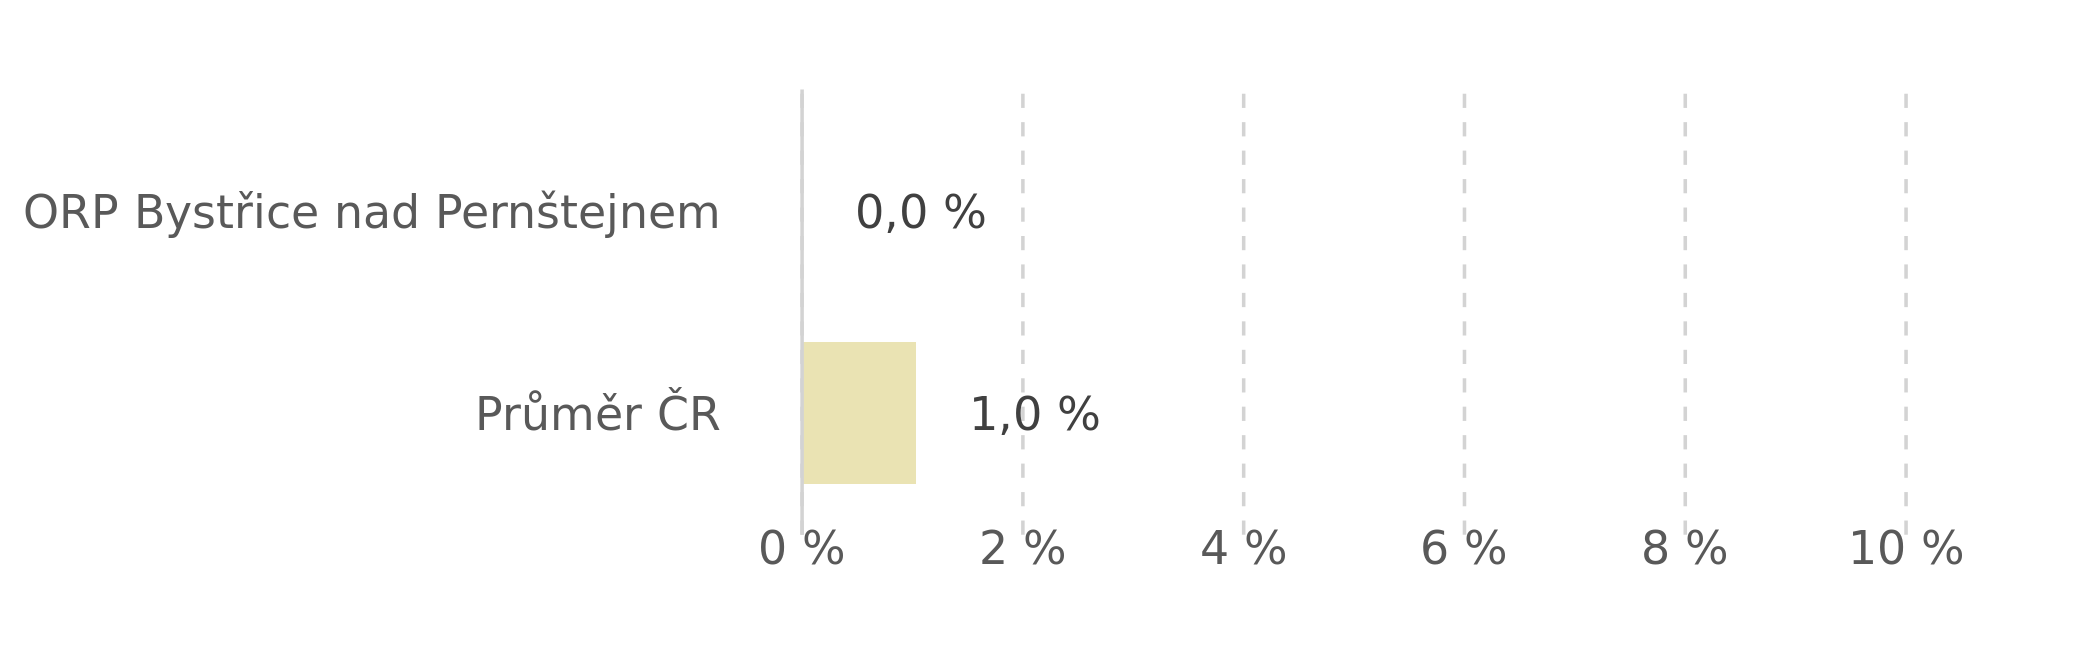 ORP Bystřice nad Pernštejnem 0,0 %
Průměr ČR 1,0 %
0 % 2 % 4 % 6 % 8 % 10 %